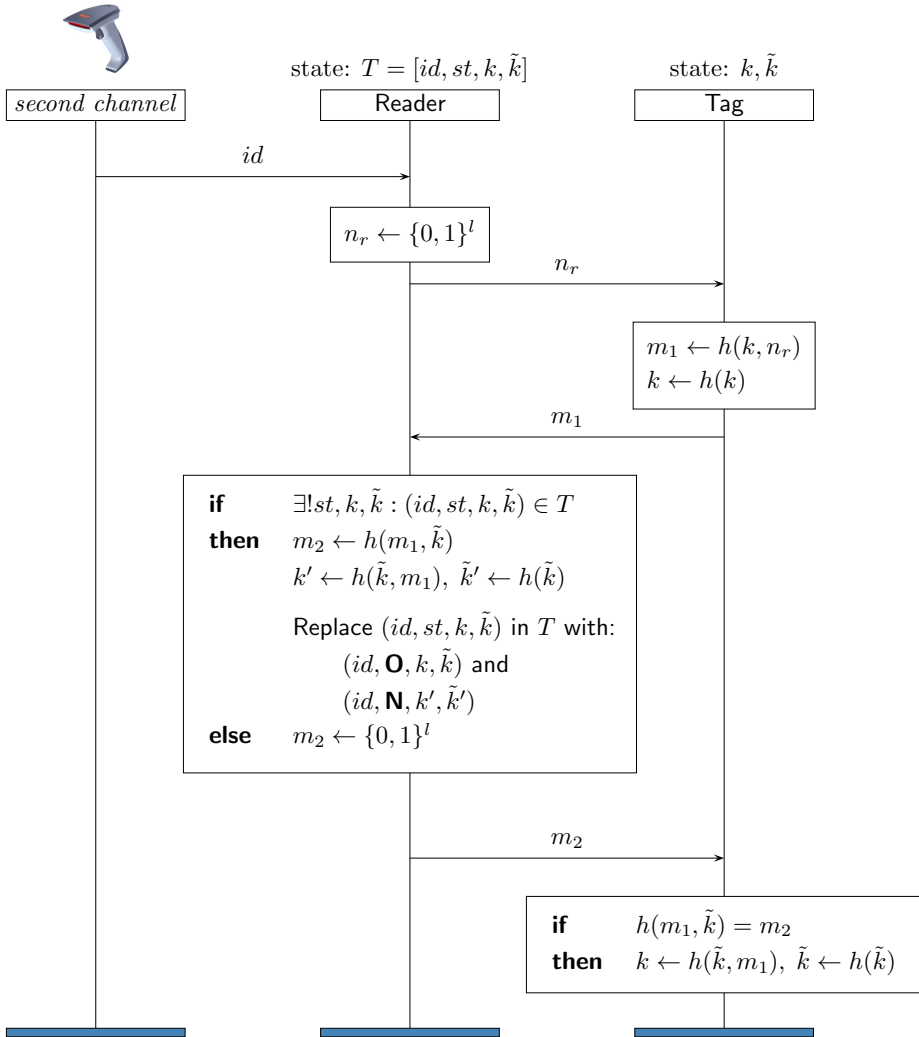 state: T = [id, st, k, k̃]
state: k, k̃
second channel
Reader
Tag
id
n_r ← {0, 1}^l
n_r
m_1 ← h(k, n_r)
k ← h(k)
m_1
if ∃!st, k, k̃ : (id, st, k, k̃) ∈ T
then m_2 ← h(m_1, k̃)
k′ ← h(k̃, m_1), k̃′ ← h(k̃)
Replace (id, st, k, k̃) in T with:
(id, O, k, k̃) and
(id, N, k′, k̃′)
else m_2 ← {0, 1}^l
m_2
if h(m_1, k̃) = m_2
then k ← h(k̃, m_1), k̃ ← h(k̃)